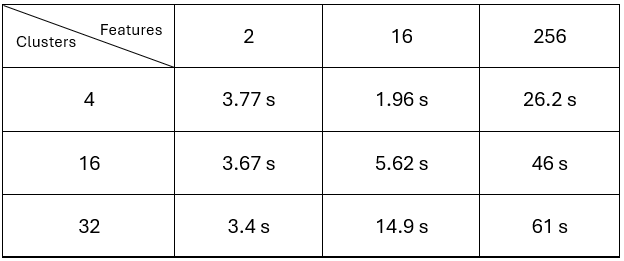 Features
Clusters
2 16 256
4 3.77 s 1.96 s 26.2 s
16 3.67 s 5.62 s 46 s
32 3.4 s 14.9 s 61 s